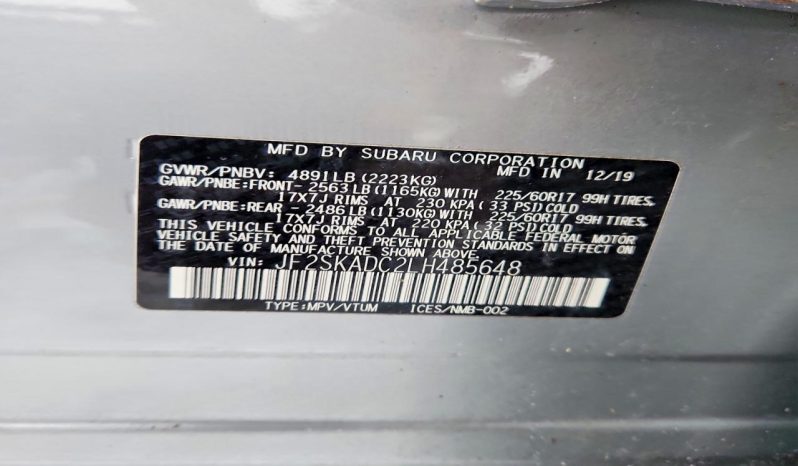 MFD BY SUBARU CORPORATION MFD IN 12/19
GVWR/PNBV: 4891LB (2223KG)
GAWR/PNBE:FRONT- 2563LB (1165KG)WITH 225/60R17 99H TIRES,
17X7J RIMS AT 230 KPA ( 33 PSI)COLD
GAWR/PNBE:REAR - 2486LB (1130KG)WITH 225/60R17 99H TIRES,
17X7J RIMS AT 220 KPA ( 32 PSI)COLD
THIS VEHICLE CONFORMS TO ALL APPLICABLE FEDERAL MOTOR
VEHICLE SAFETY AND THEFT PREVENTION STANDARDS IN EFFECT ON
THE DATE OF MANUFACTURE SHOWN ABOVE.
VIN: JF2SKADC2LH485648
TYPE:MPV/VTUM ICES/NMB-002